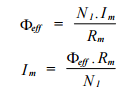 Φeff = N1 . Im / Rm
Im = Φeff . Rm / N1